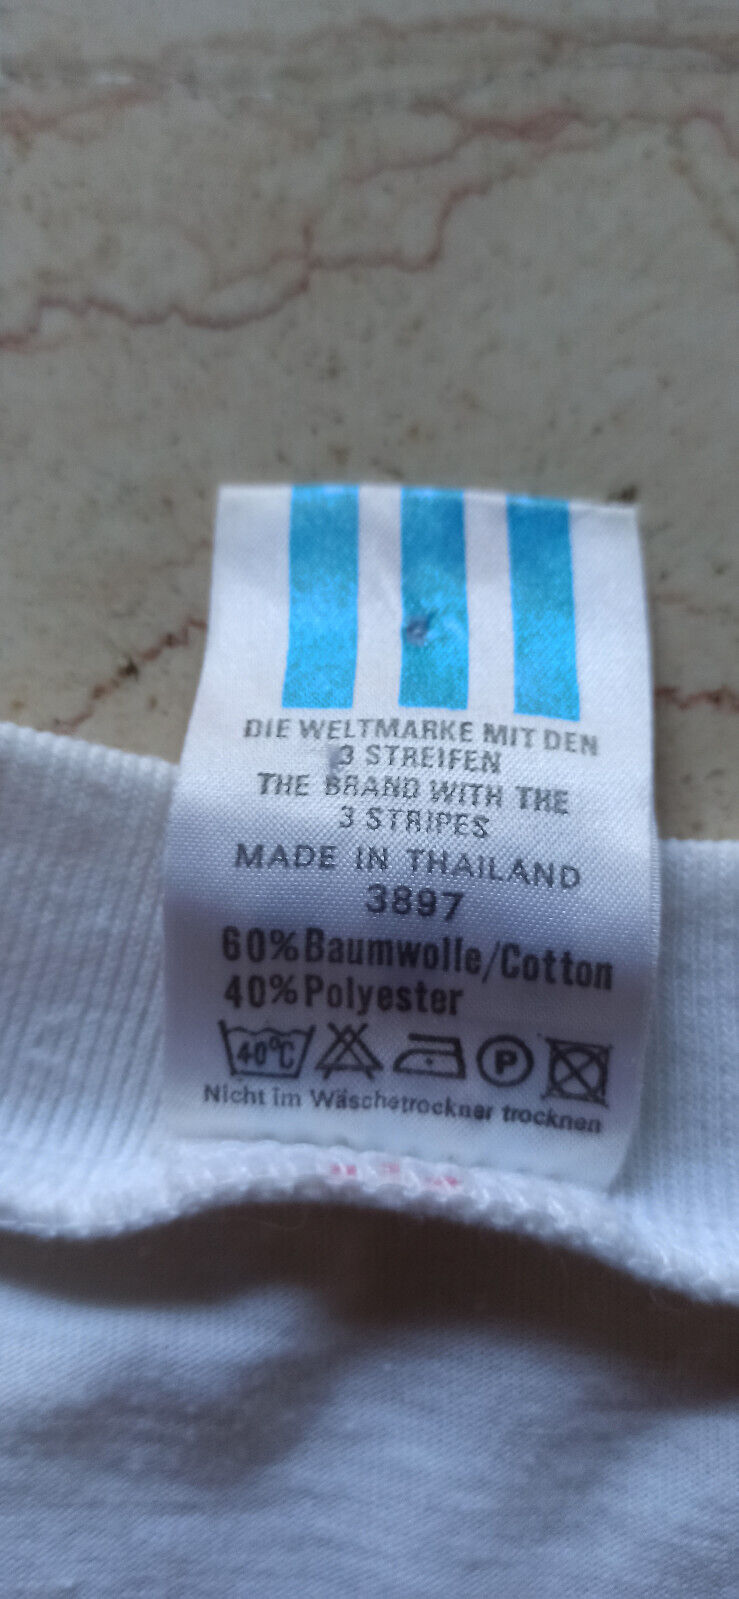 DIE WELTMARKE MIT DEN
3 STREIFEN
THE BRAND WITH THE
3 STRIPES
MADE IN THAILAND
3897
60%Baumwolle/Cotton
40%Polyester
40°C P
Nicht im Wäschetrockner trocknen